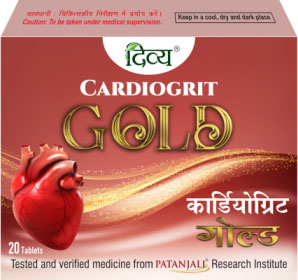 सावधानी : चिकित्सकीय निरीक्षण में प्रयोग करें।
Caution: To be taken under medical supervision.
Keep in a cool, dry and dark place.
दिव्य®
CARDIOGRIT
GOLD
कार्डियोग्रिट
गोल्ड
20 Tablets
Tested and verified medicine from PATANJALI® Research Institute